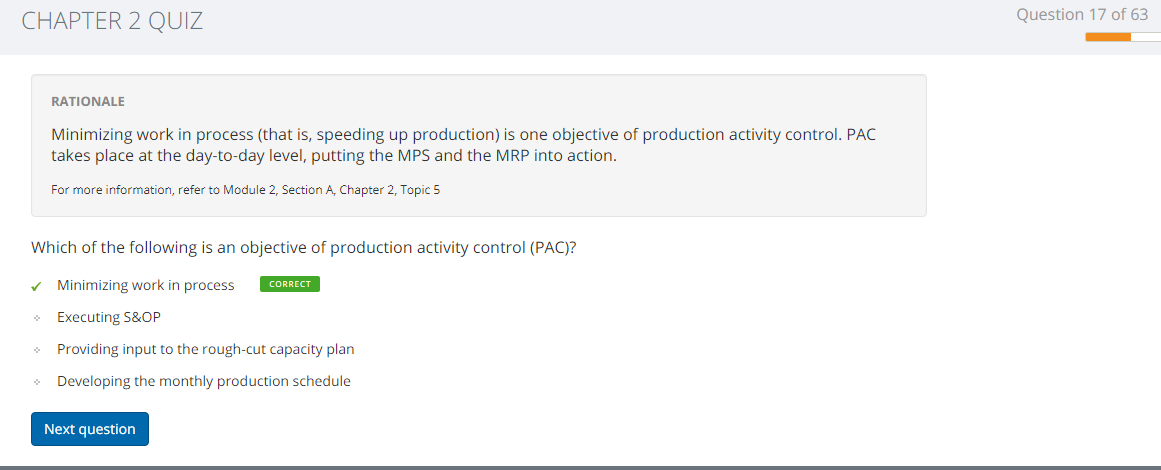 CHAPTER 2 QUIZ
Question 17 of 63
RATIONALE
Minimizing work in process (that is, speeding up production) is one objective of production activity control. PAC
takes place at the day-to-day level, putting the MPS and the MRP into action.
For more information, refer to Module 2, Section A, Chapter 2, Topic 5
Which of the following is an objective of production activity control (PAC)?
Minimizing work in process CORRECT
Executing S&OP
Providing input to the rough-cut capacity plan
Developing the monthly production schedule
Next question